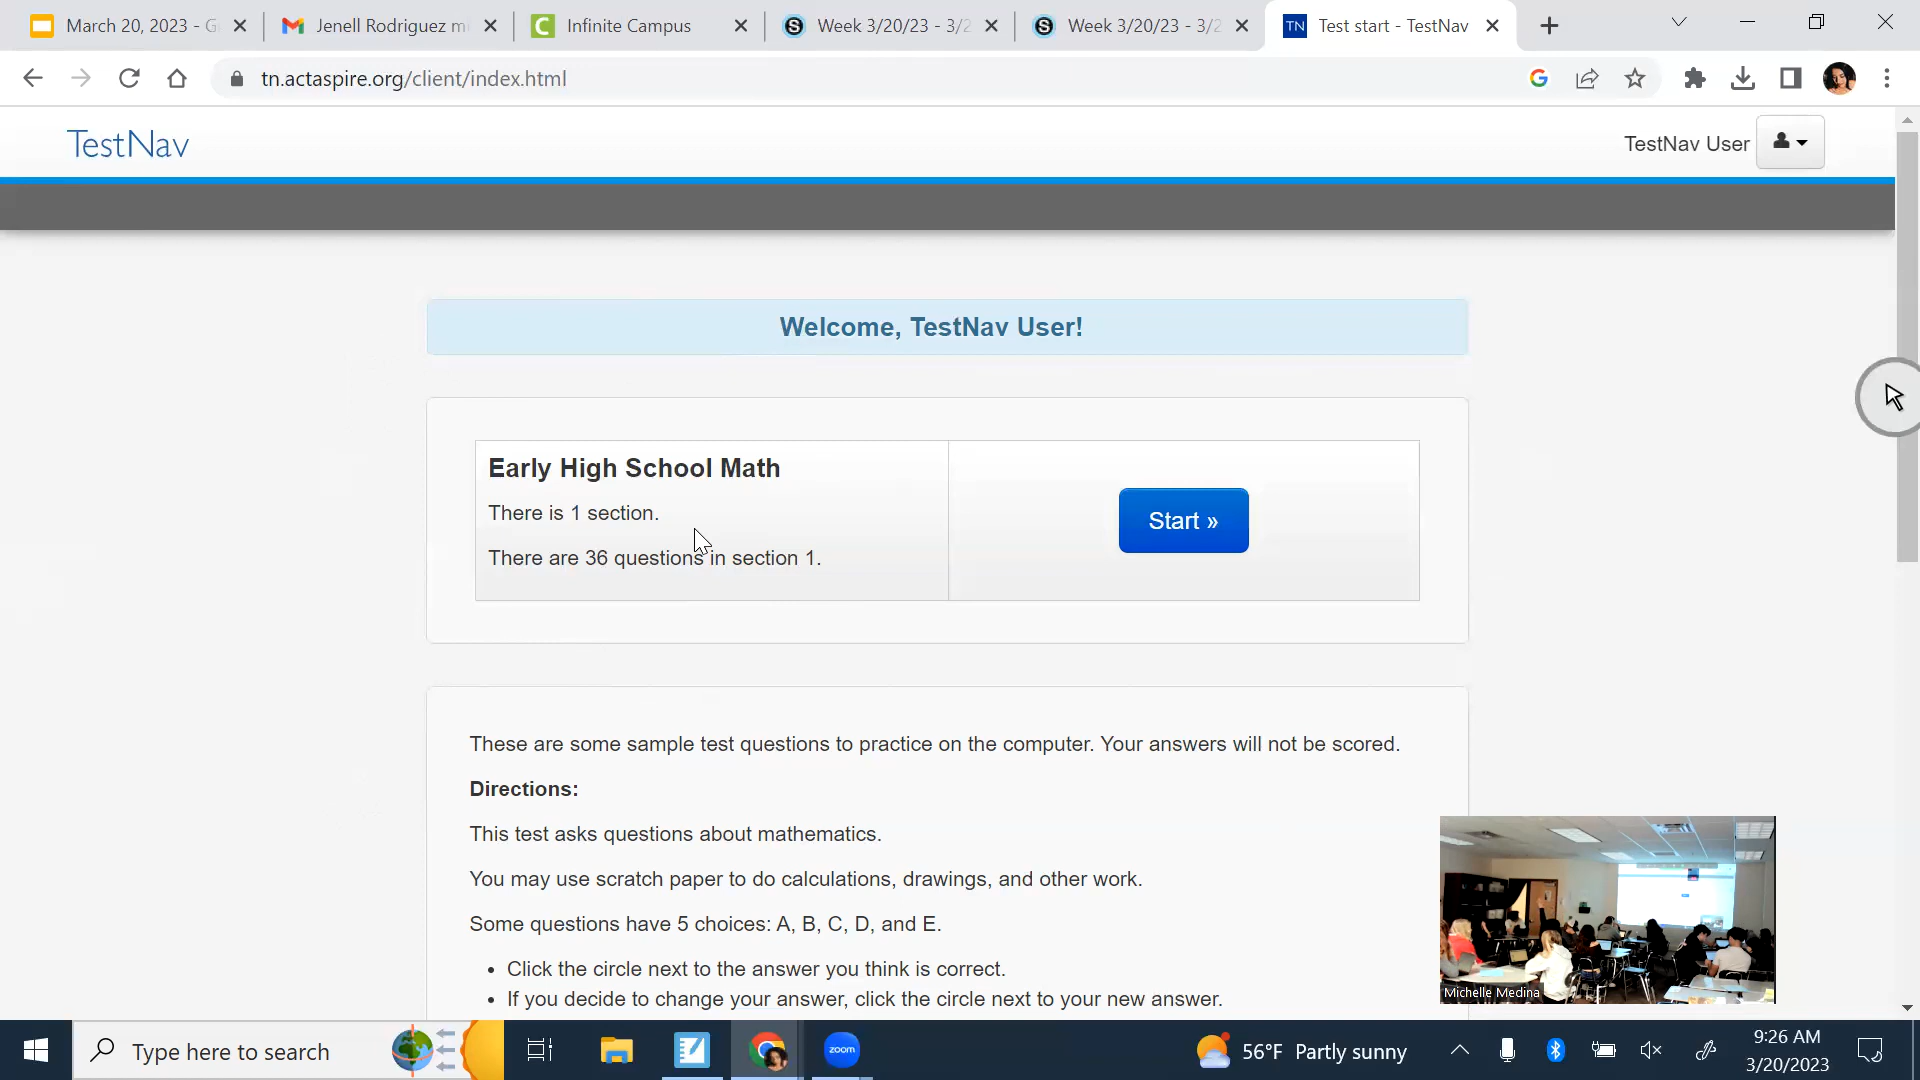 March 20, 2023 - G
Jenell Rodriguez m
Infinite Campus
Week 3/20/23 - 3/2
Week 3/20/23 - 3/2
TN
Test start - TestNav
tn.actaspire.org/client/index.html
TestNav
TestNav User
Welcome, TestNav User!
Early High School Math
There is 1 section.
There are 36 questions in section 1.
Start »
These are some sample test questions to practice on the computer. Your answers will not be scored.
Directions:
This test asks questions about mathematics.
You may use scratch paper to do calculations, drawings, and other work.
Some questions have 5 choices: A, B, C, D, and E.
• Click the circle next to the answer you think is correct.
• If you decide to change your answer, click the circle next to your new answer.
Michelle Medina
Type here to search
zoom
56°F Partly sunny
9:26 AM
3/20/2023